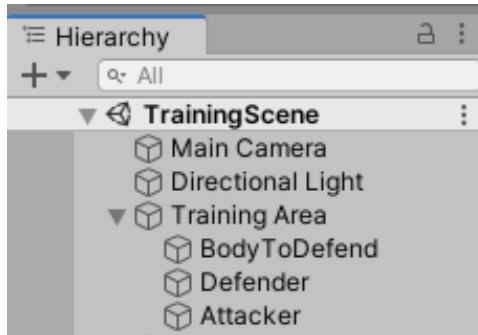 Hierarchy
All
TrainingScene
Main Camera
Directional Light
Training Area
BodyToDefend
Defender
Attacker